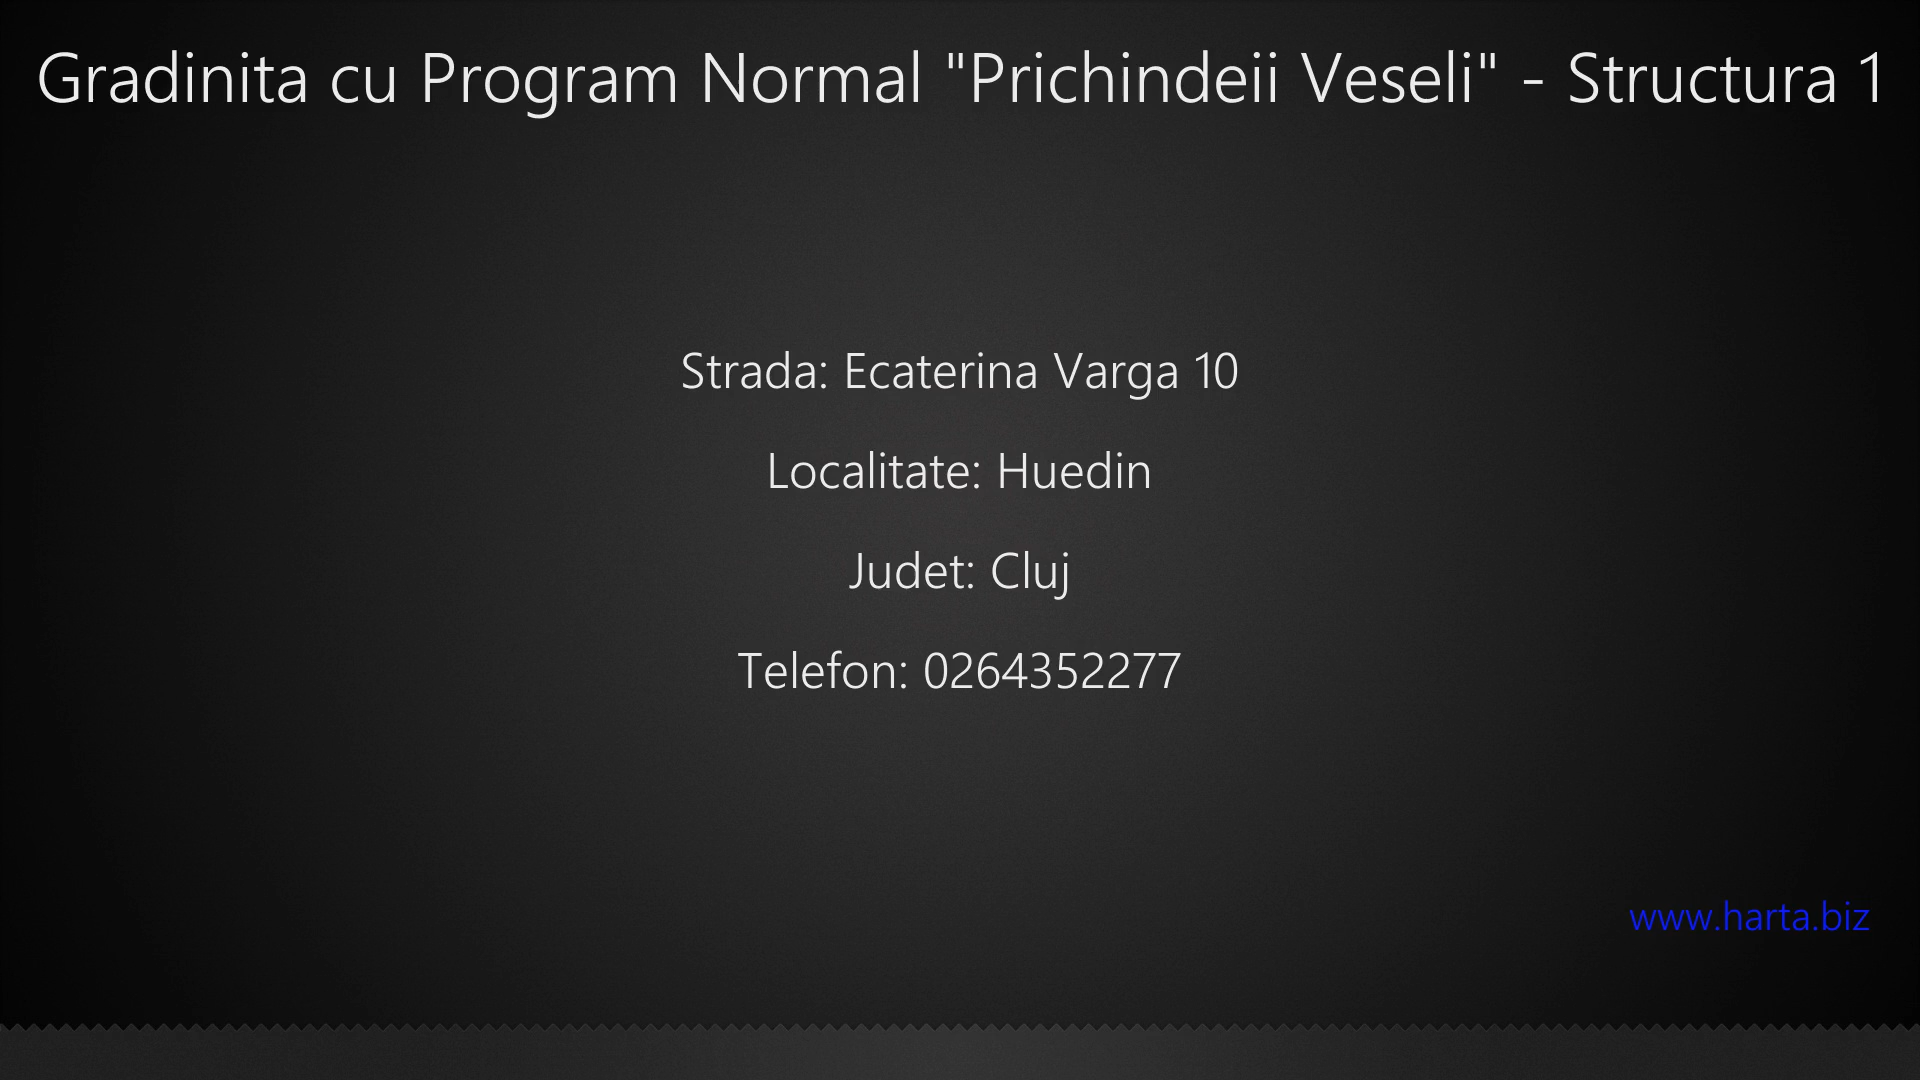 Gradinita cu Program Normal "Prichindeii Veseli" - Structura 1
Strada: Ecaterina Varga 10
Localitate: Huedin
Judet: Cluj
Telefon: 0264352277
www.harta.biz